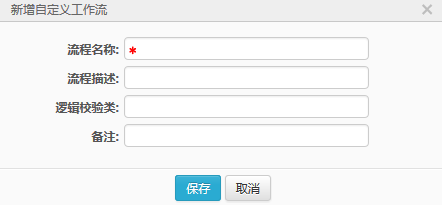 新增自定义工作流 ×
流程名称: *
流程描述:
逻辑校验类:
备注:
保存 取消